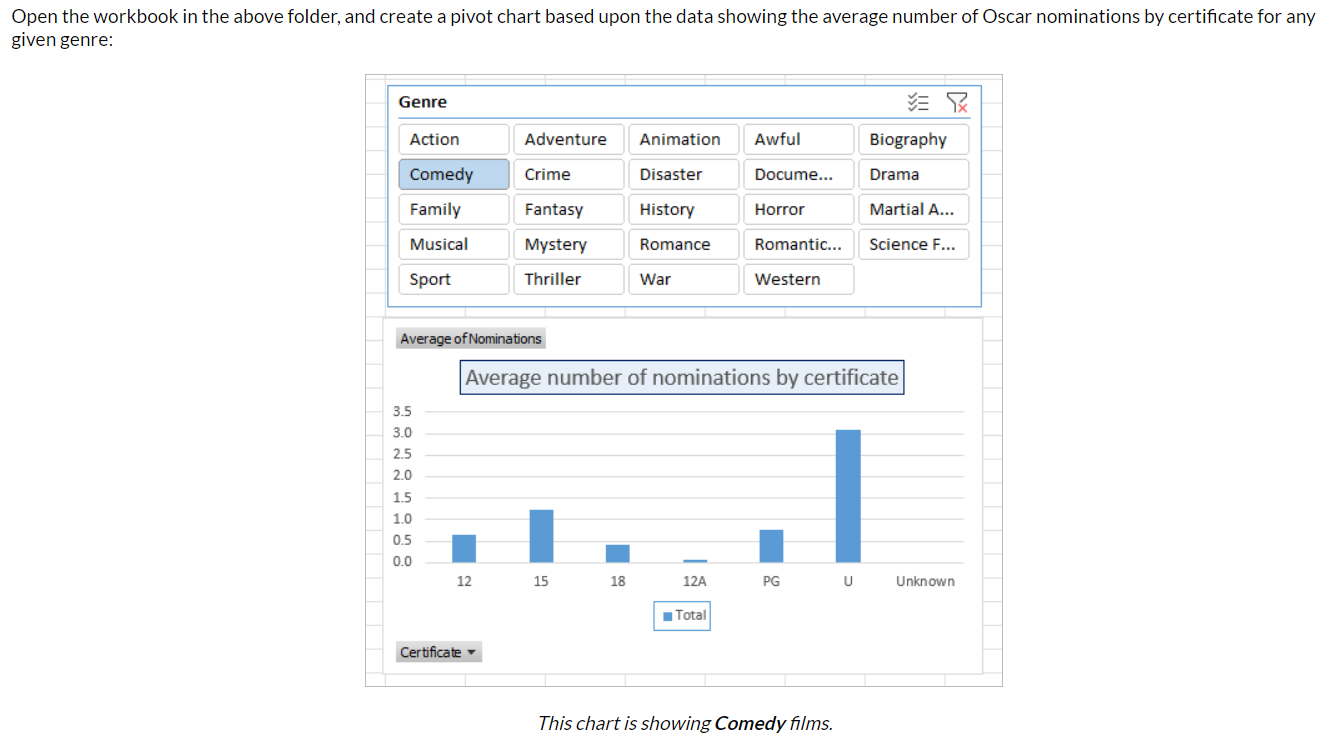 Open the workbook in the above folder, and create a pivot chart based upon the data showing the average number of Oscar nominations by certificate for any
given genre:
Genre
Action Adventure Animation Awful Biography
Comedy Crime Disaster Docume... Drama
Family Fantasy History Horror Martial A...
Musical Mystery Romance Romantic... Science F...
Sport Thriller War Western
Average of Nominations
Average number of nominations by certificate
3.5
3.0
2.5
2.0
1.5
1.0
0.5
0.0
12 15 18 12A PG U Unknown
Total
Certificate
This chart is showing Comedy films.